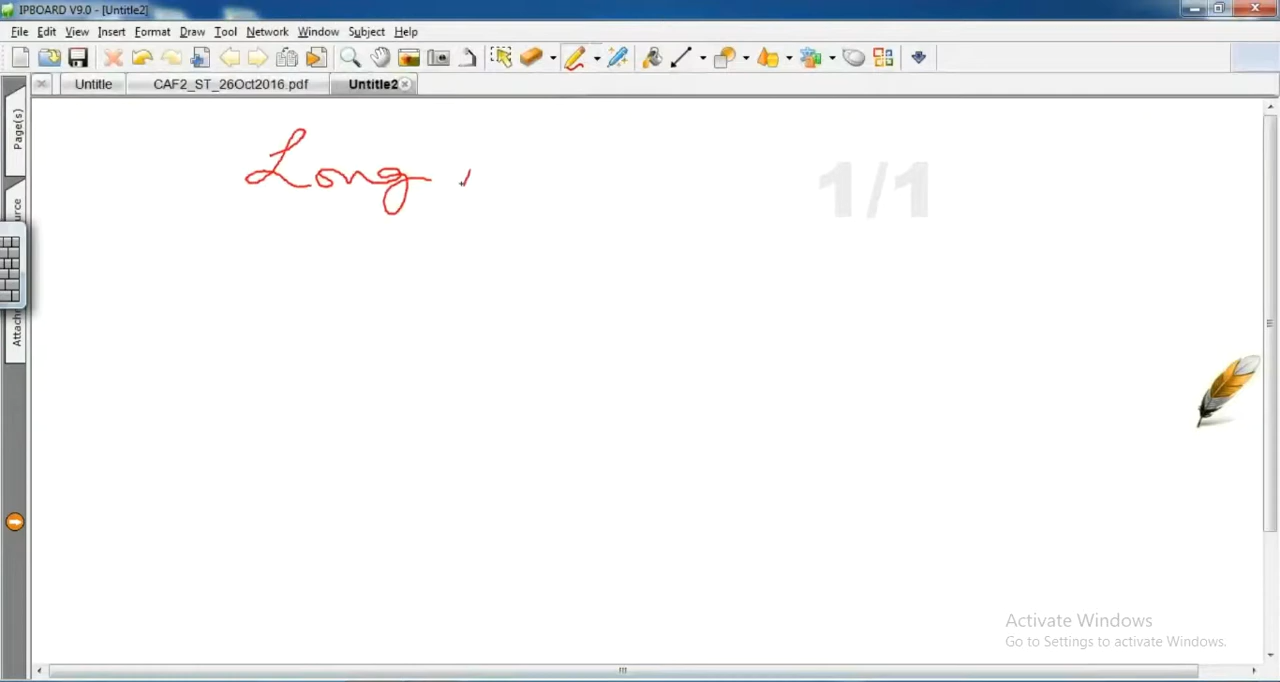 IPBOARD V9.0 - [Untitle2]
File Edit View Insert Format Draw Tool Network Window Subject Help
Untitle CAF2_ST_26Oct2016.pdf Untitle2
Page(s)
Long
1/1
Activate Windows
Go to Settings to activate Windows.